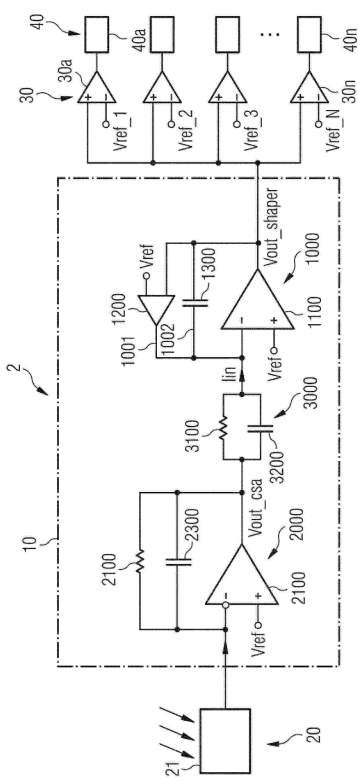 2
10
20
21
2100
2300
Vref
2100
2000
Vout_csa
3100
3200
3000
Iin
1001
1002
1200
Vref
1300
Vref
1100
1000
Vout_shaper
30
30a
Vref_1
Vref_2
Vref_3
Vref_N
30n
40
40a
...
40n